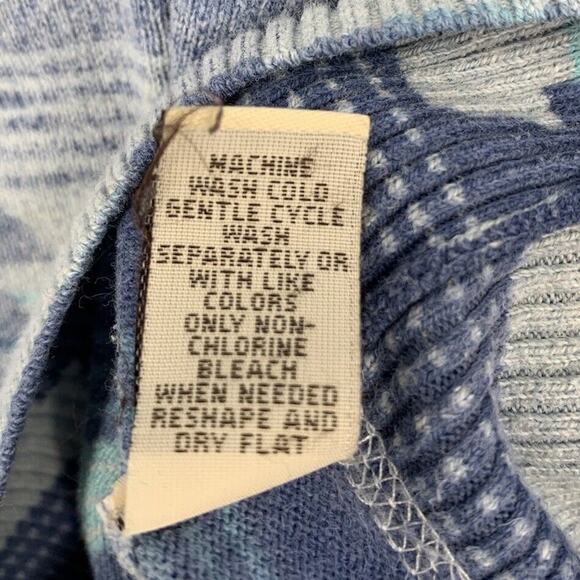 MACHINE
WASH COLD
GENTLE CYCLE
WASH
SEPARATELY OR
WITH LIKE
COLORS
ONLY NON-
CHLORINE
BLEACH
WHEN NEEDED
RESHAPE AND
DRY FLAT